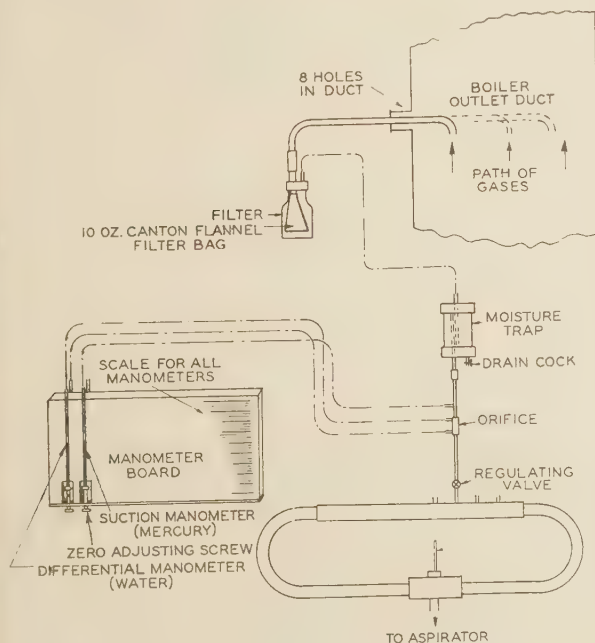 8 HOLES
IN DUCT
BOILER
OUTLET DUCT
PATH OF
GASES
FILTER
10 OZ. CANTON FLANNEL
FILTER BAG
MOISTURE
TRAP
DRAIN COCK
SCALE FOR ALL
MANOMETERS
ORIFICE
MANOMETER
BOARD
REGULATING
VALVE
SUCTION MANOMETER
(MERCURY)
ZERO ADJUSTING SCREW
DIFFERENTIAL MANOMETER
(WATER)
TO ASPIRATOR